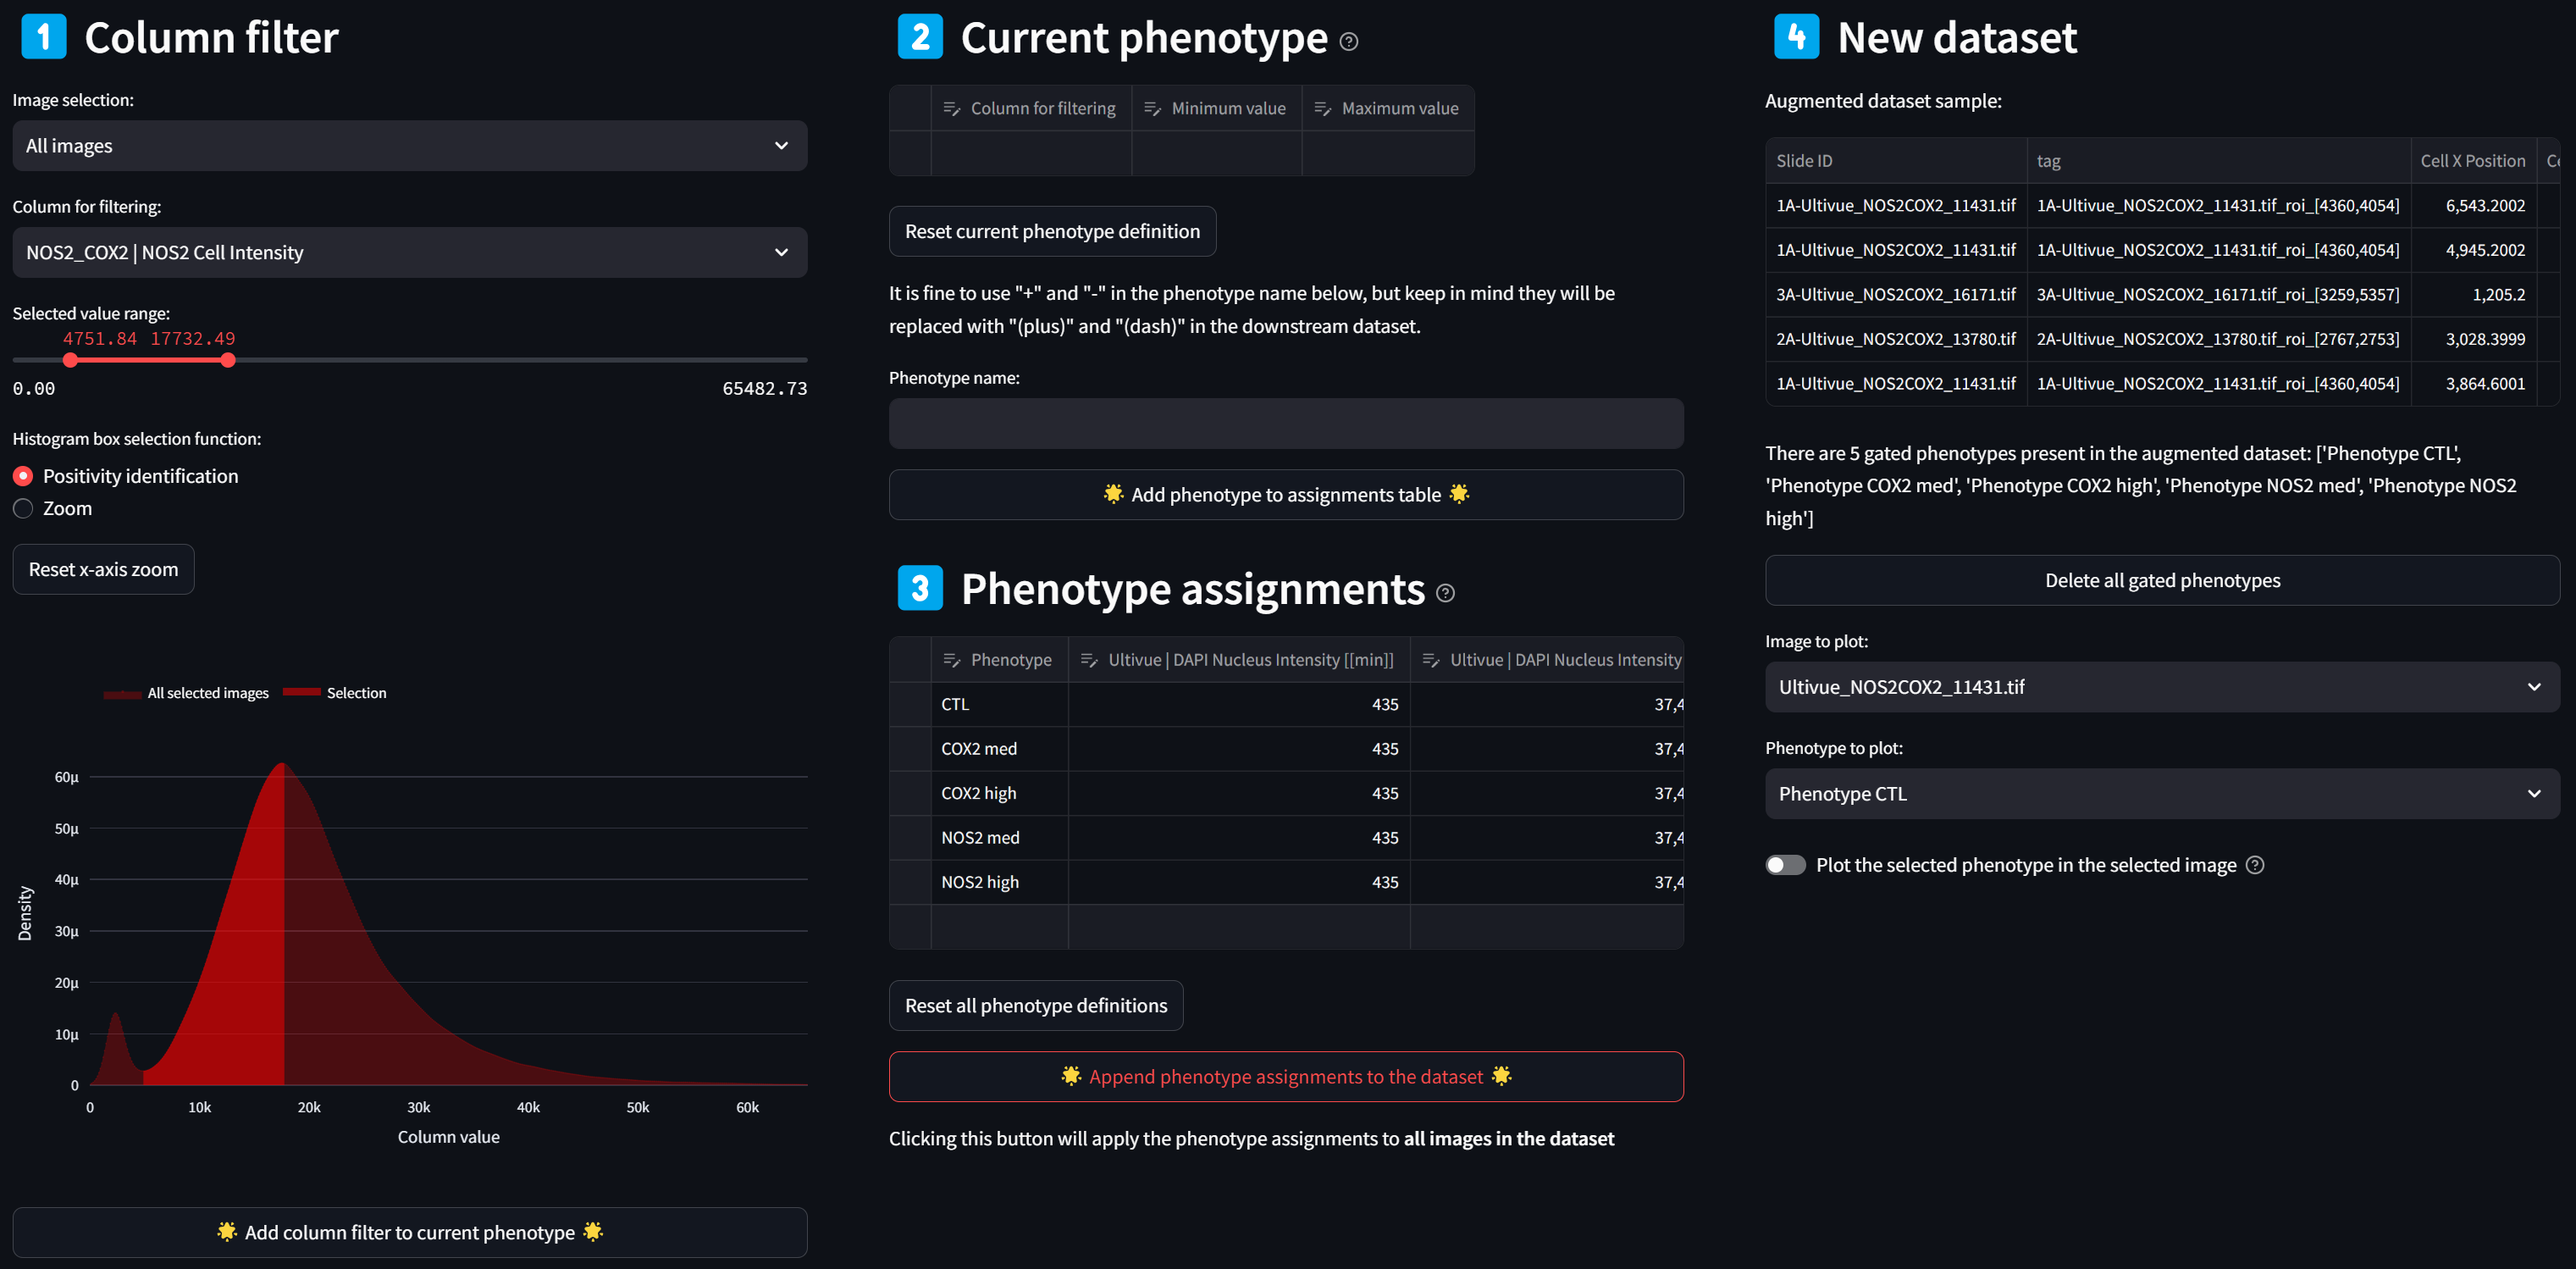 1 Column filter
Image selection:
All images
Column for filtering:
NOS2_COX2 | NOS2 Cell Intensity
Selected value range:
4751.84 17732.49
0.00 65482.73
Histogram box selection function:
Positivity identification
Zoom
Reset x-axis zoom
All selected images Selection
60µ
50µ
40µ
30µ
20µ
10µ
0
Density
0 10k 20k 30k 40k 50k 60k
Column value
🌟 Add column filter to current phenotype 🌟
2 Current phenotype
Column for filtering Minimum value Maximum value
Reset current phenotype definition
It is fine to use "+" and "-" in the phenotype name below, but keep in mind they will be
replaced with "(plus)" and "(dash)" in the downstream dataset.
Phenotype name:
🌟 Add phenotype to assignments table 🌟
3 Phenotype assignments
Phenotype Ultivue | DAPI Nucleus Intensity [[min]] Ultivue | DAPI Nucleus Intensity
CTL 435 37,4
COX2 med 435 37,4
COX2 high 435 37,4
NOS2 med 435 37,4
NOS2 high 435 37,4
Reset all phenotype definitions
🌟 Append phenotype assignments to the dataset 🌟
Clicking this button will apply the phenotype assignments to all images in the dataset
4 New dataset
Augmented dataset sample:
Slide ID tag Cell X Position
1A-Ultivue_NOS2COX2_11431.tif 1A-Ultivue_NOS2COX2_11431.tif_roi_[4360,4054] 6,543.2002
1A-Ultivue_NOS2COX2_11431.tif 1A-Ultivue_NOS2COX2_11431.tif_roi_[4360,4054] 4,945.2002
3A-Ultivue_NOS2COX2_16171.tif 3A-Ultivue_NOS2COX2_16171.tif_roi_[3259,5357] 1,205.2
2A-Ultivue_NOS2COX2_13780.tif 2A-Ultivue_NOS2COX2_13780.tif_roi_[2767,2753] 3,028.3999
1A-Ultivue_NOS2COX2_11431.tif 1A-Ultivue_NOS2COX2_11431.tif_roi_[4360,4054] 3,864.6001
There are 5 gated phenotypes present in the augmented dataset: ['Phenotype CTL',
'Phenotype COX2 med', 'Phenotype COX2 high', 'Phenotype NOS2 med', 'Phenotype NOS2
high']
Delete all gated phenotypes
Image to plot:
Ultivue_NOS2COX2_11431.tif
Phenotype to plot:
Phenotype CTL
Plot the selected phenotype in the selected image